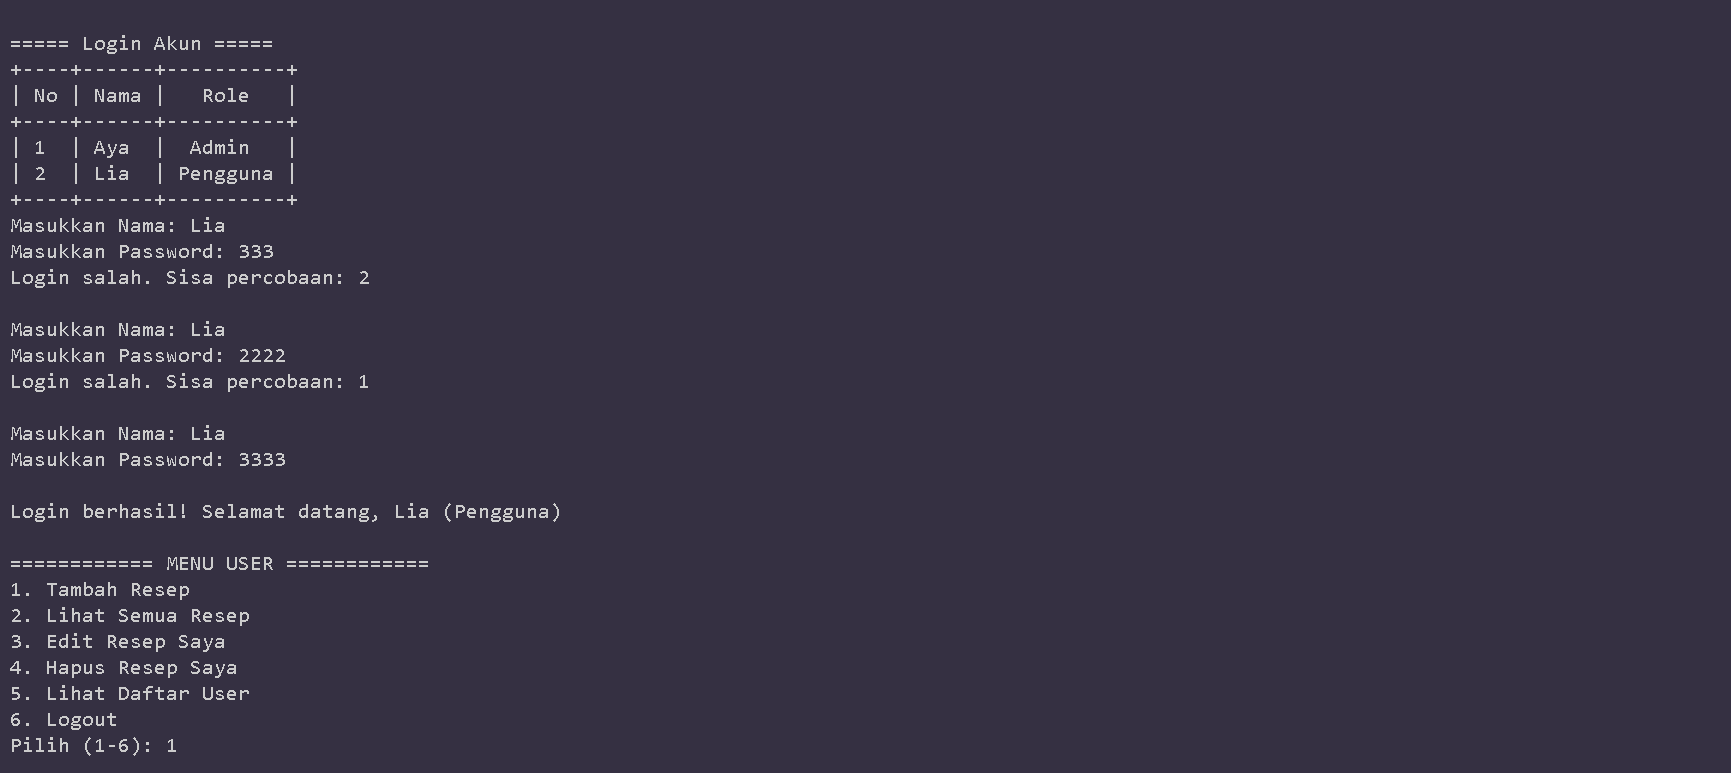 ===== Login Akun =====
+----+------+----------+
| No | Nama |   Role   |
+----+------+----------+
| 1  | Aya  |  Admin   |
| 2  | Lia  | Pengguna |
+----+------+----------+
Masukkan Nama: Lia
Masukkan Password: 333
Login salah. Sisa percobaan: 2

Masukkan Nama: Lia
Masukkan Password: 2222
Login salah. Sisa percobaan: 1

Masukkan Nama: Lia
Masukkan Password: 3333

Login berhasil! Selamat datang, Lia (Pengguna)

============ MENU USER ============
1. Tambah Resep
2. Lihat Semua Resep
3. Edit Resep Saya
4. Hapus Resep Saya
5. Lihat Daftar User
6. Logout
Pilih (1-6): 1